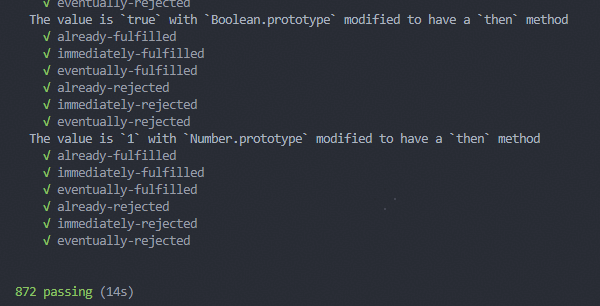 √ eventually-rejected
The value is `true` with `Boolean.prototype` modified to have a `then` method
√ already-fulfilled
√ immediately-fulfilled
√ eventually-fulfilled
√ already-rejected
√ immediately-rejected
√ eventually-rejected
The value is `1` with `Number.prototype` modified to have a `then` method
√ already-fulfilled
√ immediately-fulfilled
√ eventually-fulfilled
√ already-rejected
√ immediately-rejected
√ eventually-rejected
872 passing (14s)